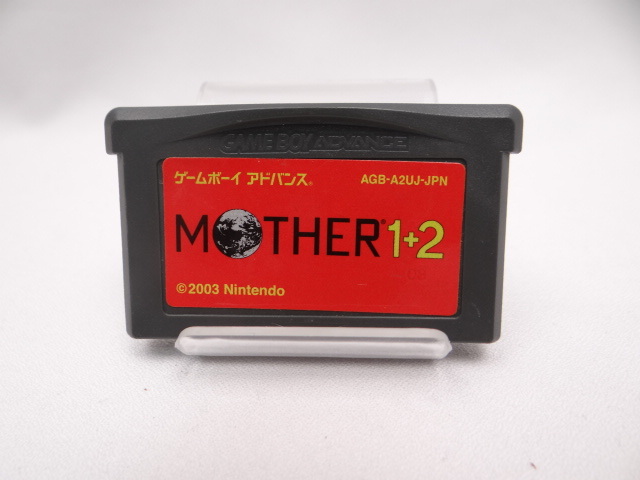 GAME BOY ADVANCE
ゲームボーイ アドバンス® AGB-A2UJ-JPN
MOTHER® 1+2
©2003 Nintendo